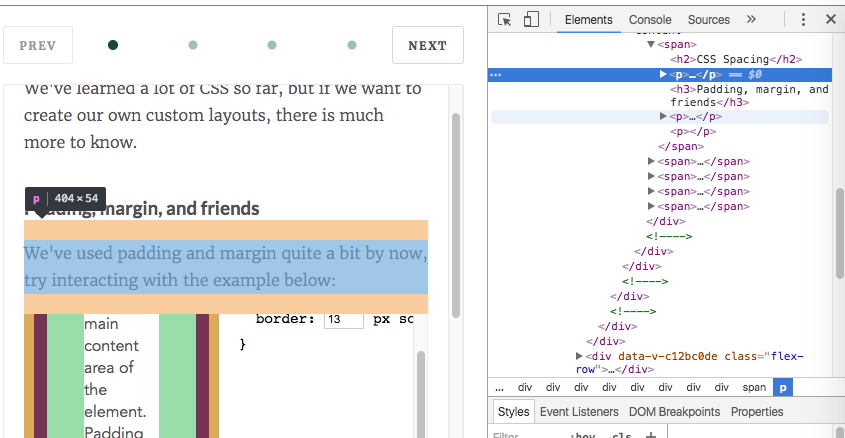 PREV
NEXT
We've learned a lot of CSS so far, but if we want to
create our own custom layouts, there is much
more to know.
p 404 × 54
Padding, margin, and friends
We've used padding and margin quite a bit by now,
try interacting with the example below:
main
content
area of
the
element.
Padding
border: 13 px so
}
Elements Console Sources »
<span>
<h2>CSS Spacing</h2>
… <p>…</p> == $0
<h3>Padding, margin, and
friends</h3>
<p>…</p>
<p></p>
</span>
<span>…</span>
<span>…</span>
<span>…</span>
<span>…</span>
</div>
<!---->
</div>
</div>
<!---->
</div>
<!---->
</div>
</div>
<div data-v-c12bc0de class="flex-
row">…</div>
... div div div div div div div div span p
Styles Event Listeners DOM Breakpoints Properties
Filter :hov .cls +